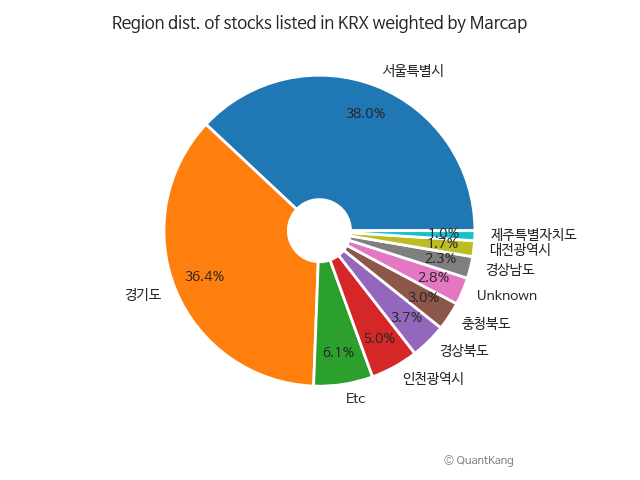 Region dist. of stocks listed in KRX weighted by Marcap
서울특별시
38.0%
경기도
36.4%
Etc
6.1%
인천광역시
5.0%
경상북도
3.7%
충청북도
3.0%
Unknown
2.8%
경상남도
2.3%
대전광역시
1.7%
제주특별자치도
1.0%
© QuantKang